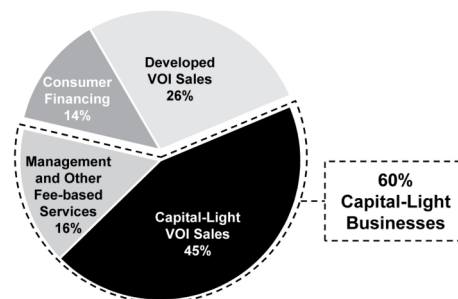 Developed
VOI Sales
26%
Consumer
Financing
14%
Management
and Other
Fee-based
Services
16%
Capital-Light
VOI Sales
45%
60%
Capital-Light
Businesses